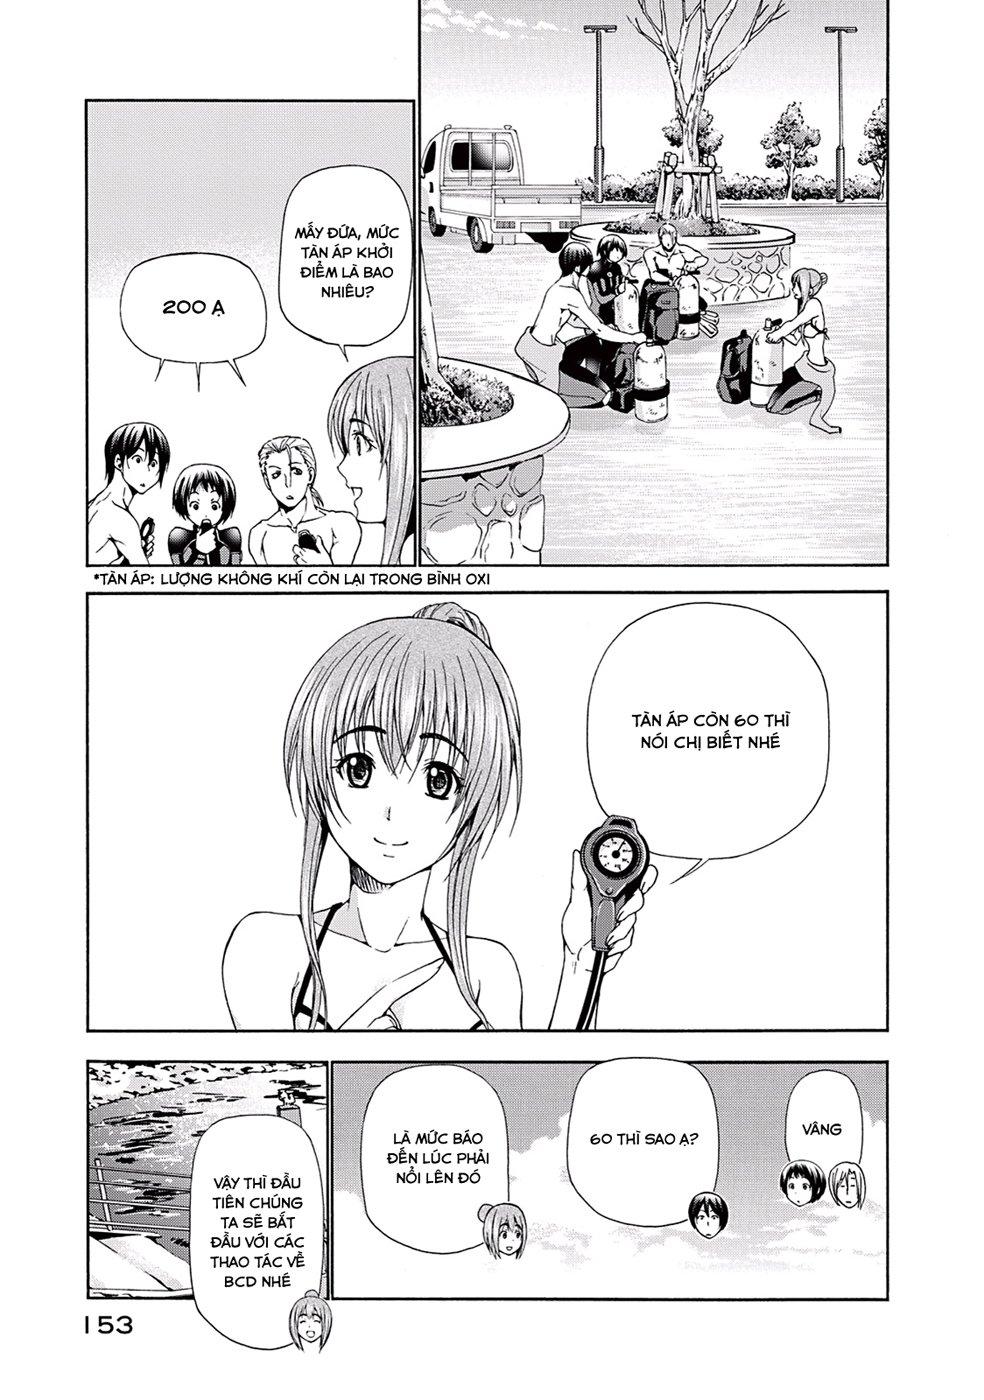 MẤY ĐỨA, MỨC
TÀN ÁP KHỞI
ĐIỂM LÀ BAO
NHIÊU?
200 Ạ
*TÀN ÁP: LƯỢNG KHÔNG KHÍ CÒN LẠI TRONG BÌNH OXI
TÀN ÁP CÒN 60 THÌ
NÓI CHỊ BIẾT NHÉ
VÂNG
60 THÌ SAO Ạ?
LÀ MỨC BÁO
ĐẾN LÚC PHẢI
NỔI LÊN ĐÓ
VẬY THÌ ĐẦU
TIÊN CHÚNG
TA SẼ BẮT
ĐẦU VỚI CÁC
THAO TÁC VỀ
BCD NHÉ
153